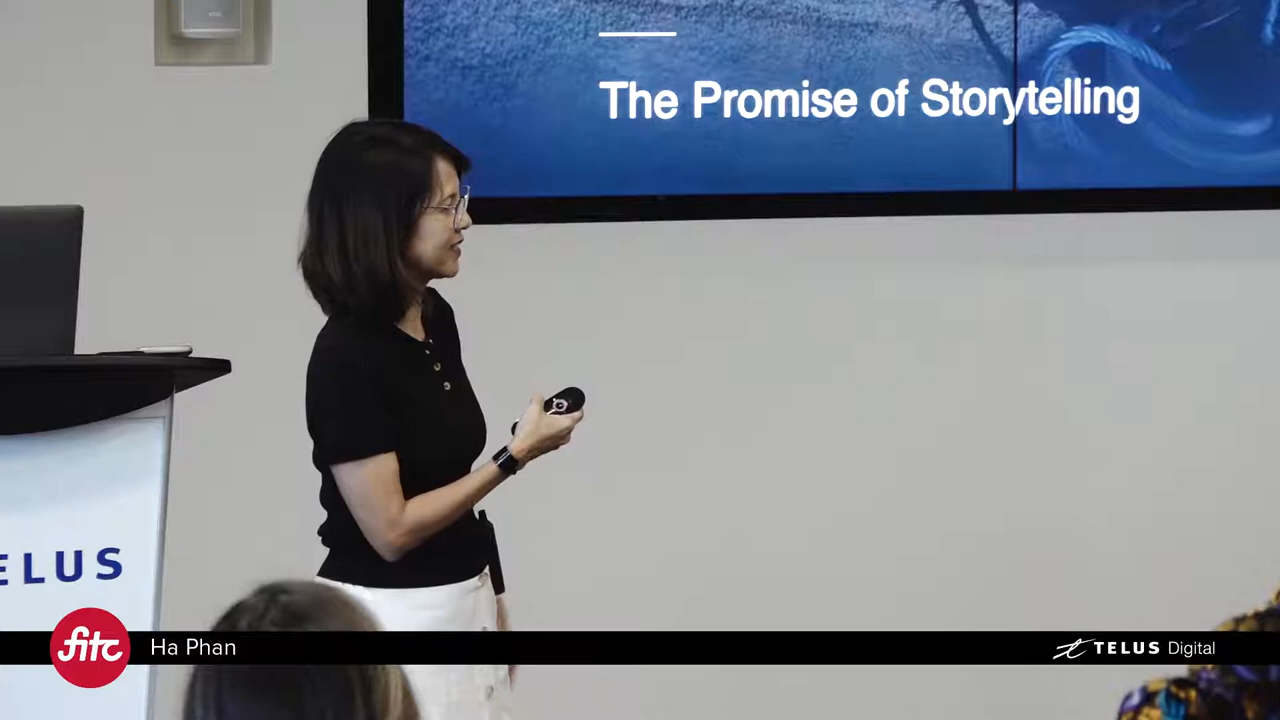 The Promise of Storytelling
ELUS
fitc
Ha Phan
TELUS Digital